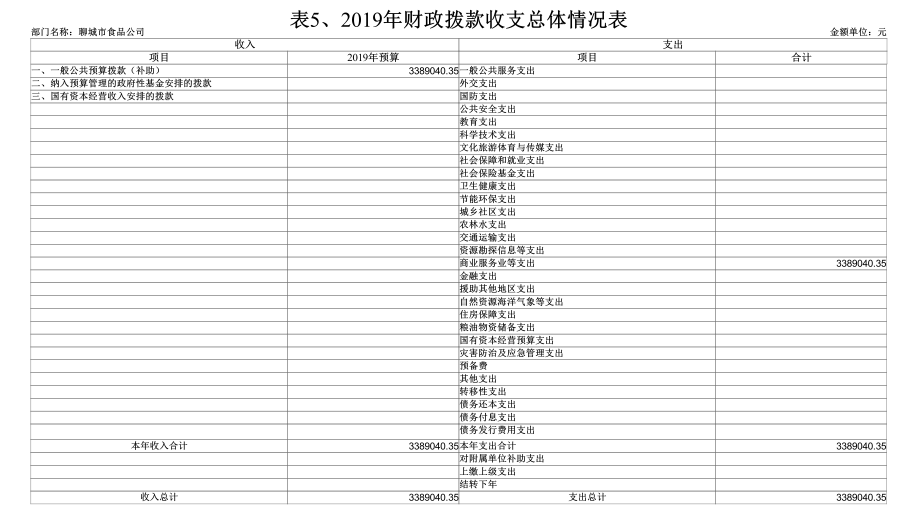 表5、2019年财政拨款收支总体情况表
部门名称：聊城市食品公司 金额单位：元
收入 支出
项目 2019年预算 项目 合计
一、一般公共预算拨款（补助） 3389040.35 一般公共服务支出
二、纳入预算管理的政府性基金安排的拨款 外交支出
三、国有资本经营收入安排的拨款 国防支出
公共安全支出
教育支出
科学技术支出
文化旅游体育与传媒支出
社会保障和就业支出
社会保险基金支出
卫生健康支出
节能环保支出
城乡社区支出
农林水支出
交通运输支出
资源勘探信息等支出
商业服务业等支出 3389040.35
金融支出
援助其他地区支出
自然资源海洋气象等支出
住房保障支出
粮油物资储备支出
国有资本经营预算支出
灾害防治及应急管理支出
预备费
其他支出
转移性支出
债务还本支出
债务付息支出
债务发行费用支出
本年收入合计 3389040.35 本年支出合计 3389040.35
对附属单位补助支出
上缴上级支出
结转下年
收入总计 3389040.35 支出总计 3389040.35